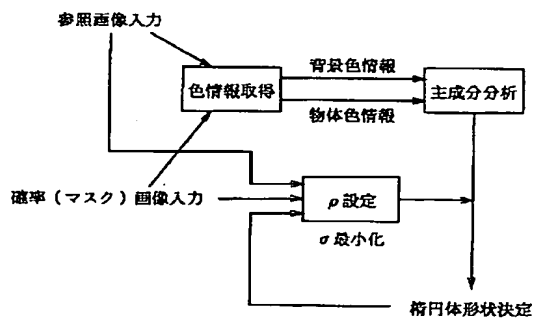 参照画像入力
背景色情報
色情報取得
主成分分析
物体色情報
確率（マスク）画像入力
ρ設定
σ最小化
楕円体形状決定